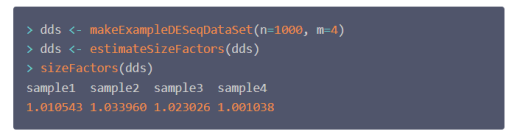 > dds <- makeExampleDESeqDataSet(n=1000, m=4)
> dds <- estimateSizeFactors(dds)
> sizeFactors(dds)
sample1 sample2 sample3 sample4
1.010543 1.033960 1.023026 1.001038